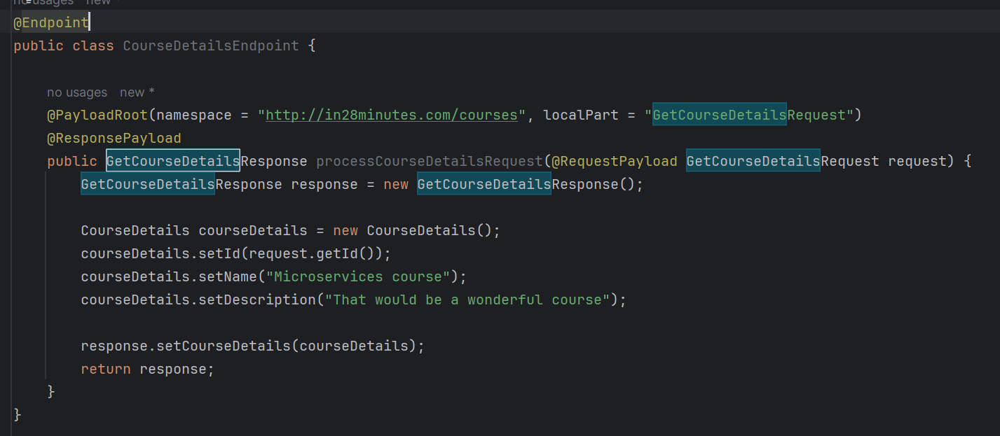 no usages new *
@Endpoint
public class CourseDetailsEndpoint {
no usages new *
@PayloadRoot(namespace = "http://in28minutes.com/courses", localPart = "GetCourseDetailsRequest")
@ResponsePayload
public GetCourseDetailsResponse processCourseDetailsRequest(@RequestPayload GetCourseDetailsRequest request) {
GetCourseDetailsResponse response = new GetCourseDetailsResponse();
CourseDetails courseDetails = new CourseDetails();
courseDetails.setId(request.getId());
courseDetails.setName("Microservices course");
courseDetails.setDescription("That would be a wonderful course");
response.setCourseDetails(courseDetails);
return response;
}
}